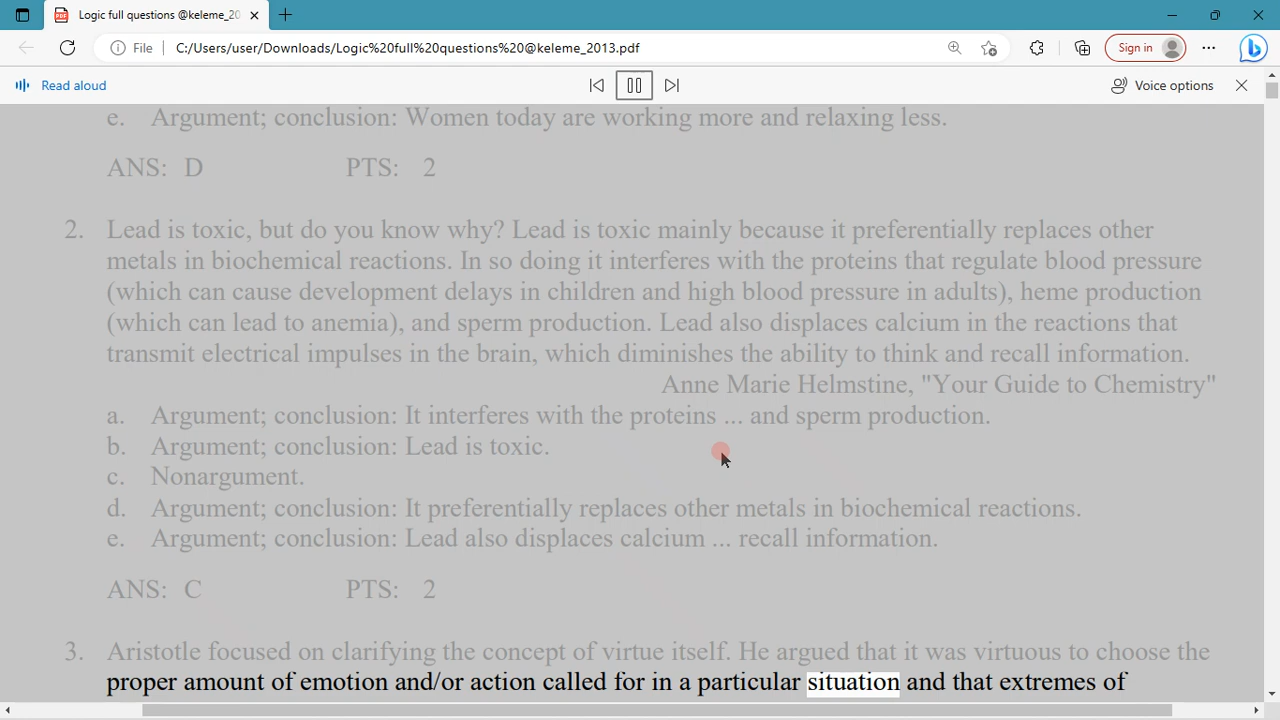 Logic full questions @keleme_20
File
C:/Users/user/Downloads/Logic%20full%20questions%20@keleme_2013.pdf
Sign in
Read aloud
Voice options
e. Argument; conclusion: Women today are working more and relaxing less.
ANS: D PTS: 2
2. Lead is toxic, but do you know why? Lead is toxic mainly because it preferentially replaces other
metals in biochemical reactions. In so doing it interferes with the proteins that regulate blood pressure
(which can cause development delays in children and high blood pressure in adults), heme production
(which can lead to anemia), and sperm production. Lead also displaces calcium in the reactions that
transmit electrical impulses in the brain, which diminishes the ability to think and recall information.
Anne Marie Helmstine, "Your Guide to Chemistry"
a. Argument; conclusion: It interferes with the proteins ... and sperm production.
b. Argument; conclusion: Lead is toxic.
c. Nonargument.
d. Argument; conclusion: It preferentially replaces other metals in biochemical reactions.
e. Argument; conclusion: Lead also displaces calcium ... recall information.
ANS: C PTS: 2
3. Aristotle focused on clarifying the concept of virtue itself. He argued that it was virtuous to choose the
proper amount of emotion and/or action called for in a particular situation and that extremes of